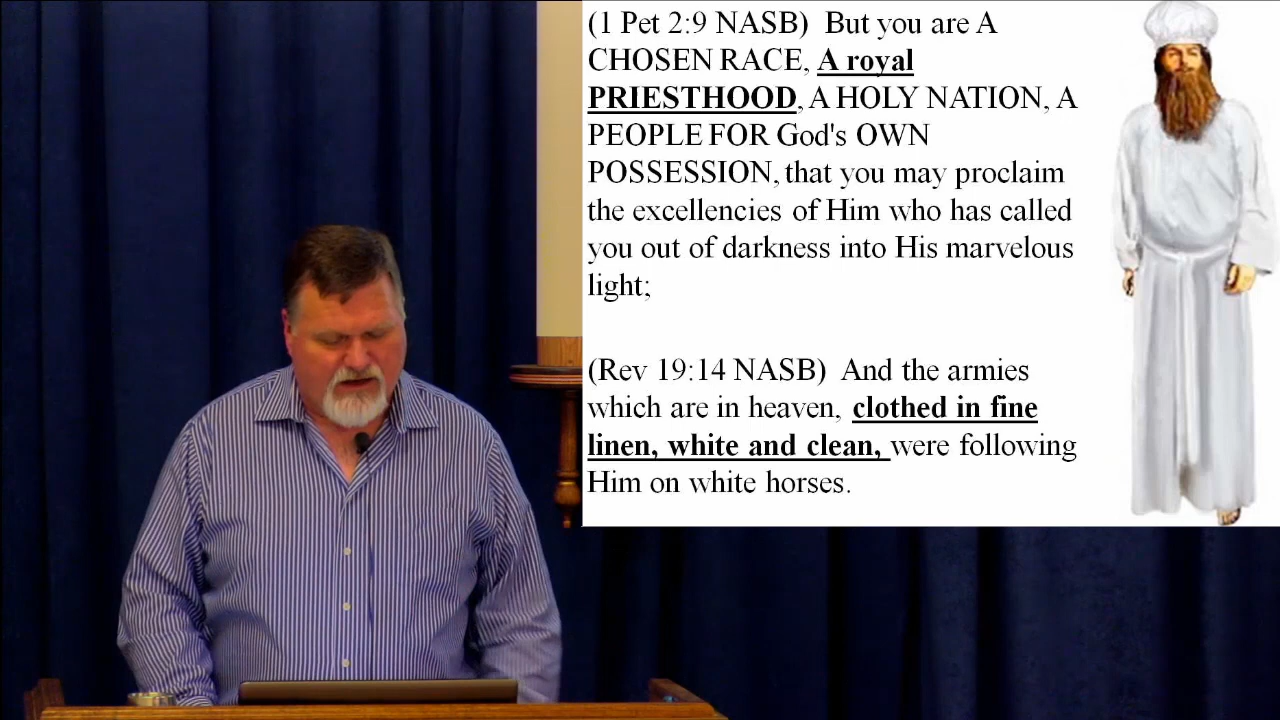 (1 Pet 2:9 NASB)  But you are A
CHOSEN RACE, A royal
PRIESTHOOD, A HOLY NATION, A
PEOPLE FOR God's OWN
POSSESSION, that you may proclaim
the excellencies of Him who has called
you out of darkness into His marvelous
light;
(Rev 19:14 NASB)  And the armies
which are in heaven, clothed in fine
linen, white and clean, were following
Him on white horses.